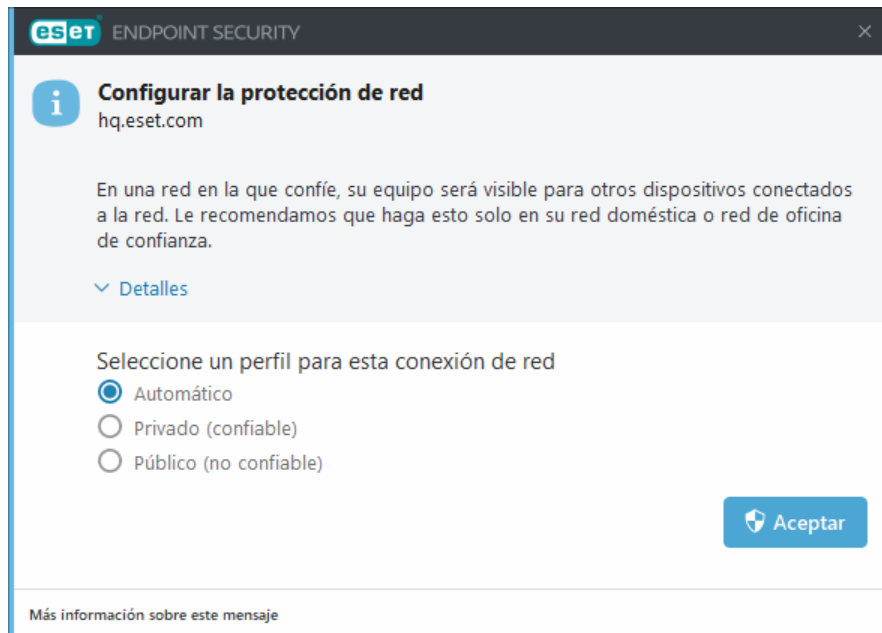 eset ENDPOINT SECURITY
Configurar la protección de red
hq.eset.com
En una red en la que confíe, su equipo será visible para otros dispositivos conectados
a la red. Le recomendamos que haga esto solo en su red doméstica o red de oficina
de confianza.
Detalles
Seleccione un perfil para esta conexión de red
Automático
Privado (confiable)
Público (no confiable)
Aceptar
Más información sobre este mensaje